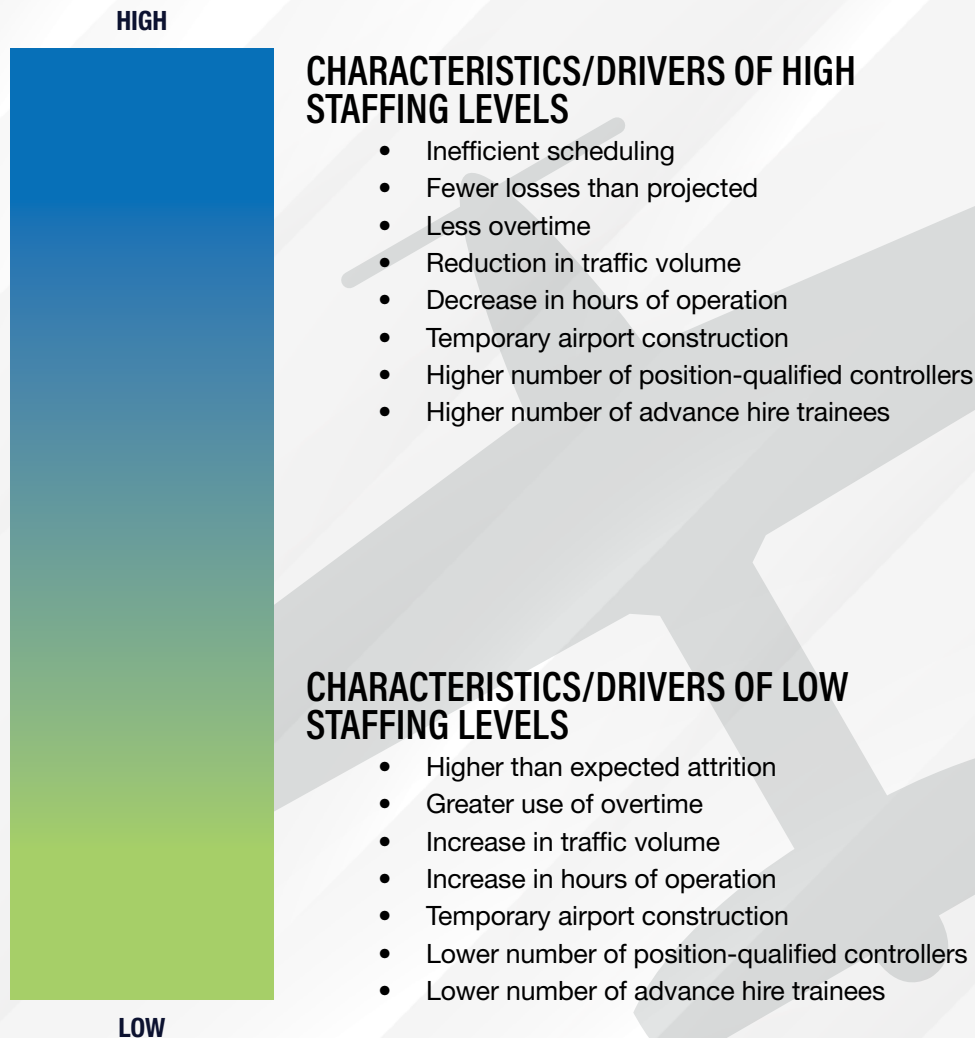 HIGH
CHARACTERISTICS/DRIVERS OF HIGH
STAFFING LEVELS
• Inefficient scheduling
• Fewer losses than projected
• Less overtime
• Reduction in traffic volume
• Decrease in hours of operation
• Temporary airport construction
• Higher number of position-qualified controllers
• Higher number of advance hire trainees
CHARACTERISTICS/DRIVERS OF LOW
STAFFING LEVELS
• Higher than expected attrition
• Greater use of overtime
• Increase in traffic volume
• Increase in hours of operation
• Temporary airport construction
• Lower number of position-qualified controllers
• Lower number of advance hire trainees
LOW